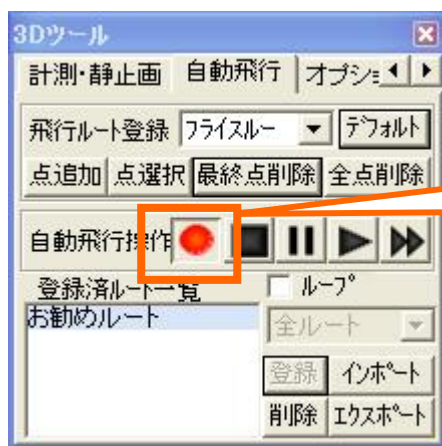 3Dツール
計測・静止画 自動飛行 オプショ
飛行ルート登録 フライスルー デフォルト
点追加 点選択 最終点削除 全点削除
自動飛行操作
登録済ルート一覧 ループ
お勧めルート
全ルート
登録 インポート
削除 エクスポート